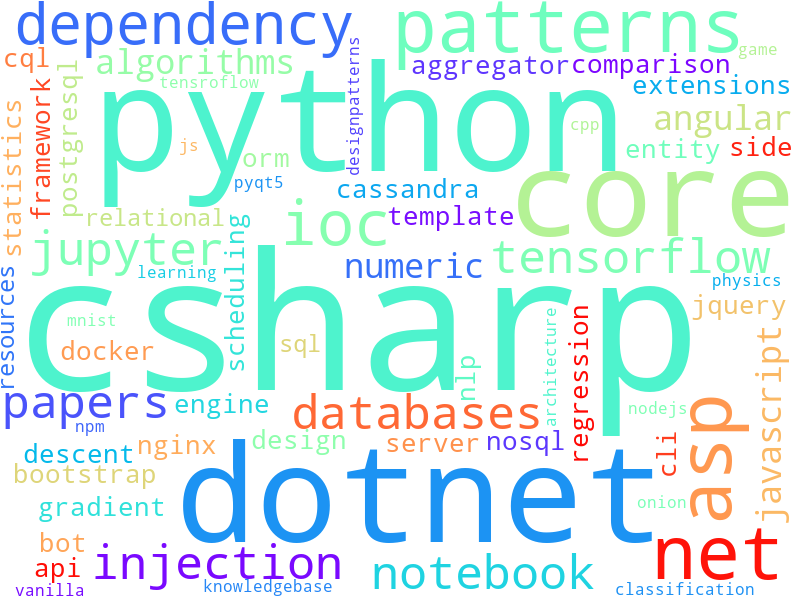 dependency
patterns
game
cql
algorithms
aggregator
comparison
tensroflow
extensions
python
designpatterns
framework
postgresql
statistics
js
orm
cpp
angular
entity
side
pyqt5
cassandra
core
relational
ioc
template
jupyter
scheduling
tensorflow
learning
numeric
physics
resources
csharp
jquery
mnist
docker
sql
nlp
architecture
regression
javascript
papers
engine
databases
nodejs
asp
npm
descent
nginx
design
server
nosql
cli
bootstrap
dotnet
gradient
onion
bot
api
injection
notebook
net
vanilla
knowledgebase
classification